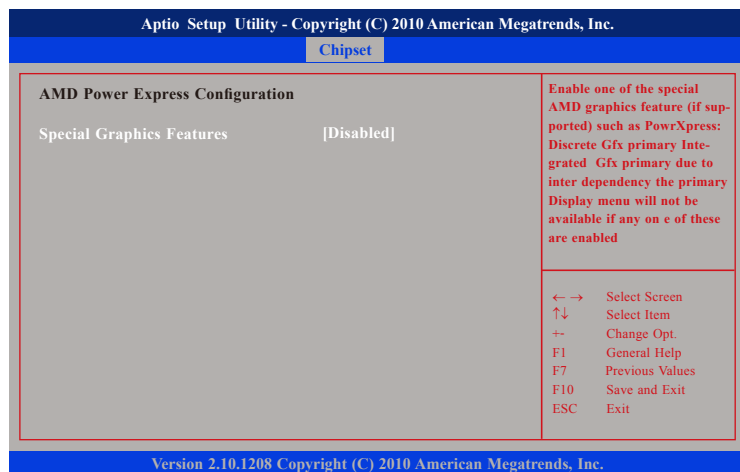 Aptio Setup Utility - Copyright (C) 2010 American Megatrends, Inc.
Chipset
AMD Power Express Configuration
Special Graphics Features [Disabled]
Enable one of the special
AMD graphics feature (if sup-
ported) such as PowrXpress:
Discrete Gfx primary Inte-
grated Gfx primary due to
inter dependency the primary
Display menu will not be
available if any on e of these
are enabled
←→ Select Screen
↑↓ Select Item
+- Change Opt.
F1 General Help
F7 Previous Values
F10 Save and Exit
ESC Exit
Version 2.10.1208 Copyright (C) 2010 American Megatrends, Inc.